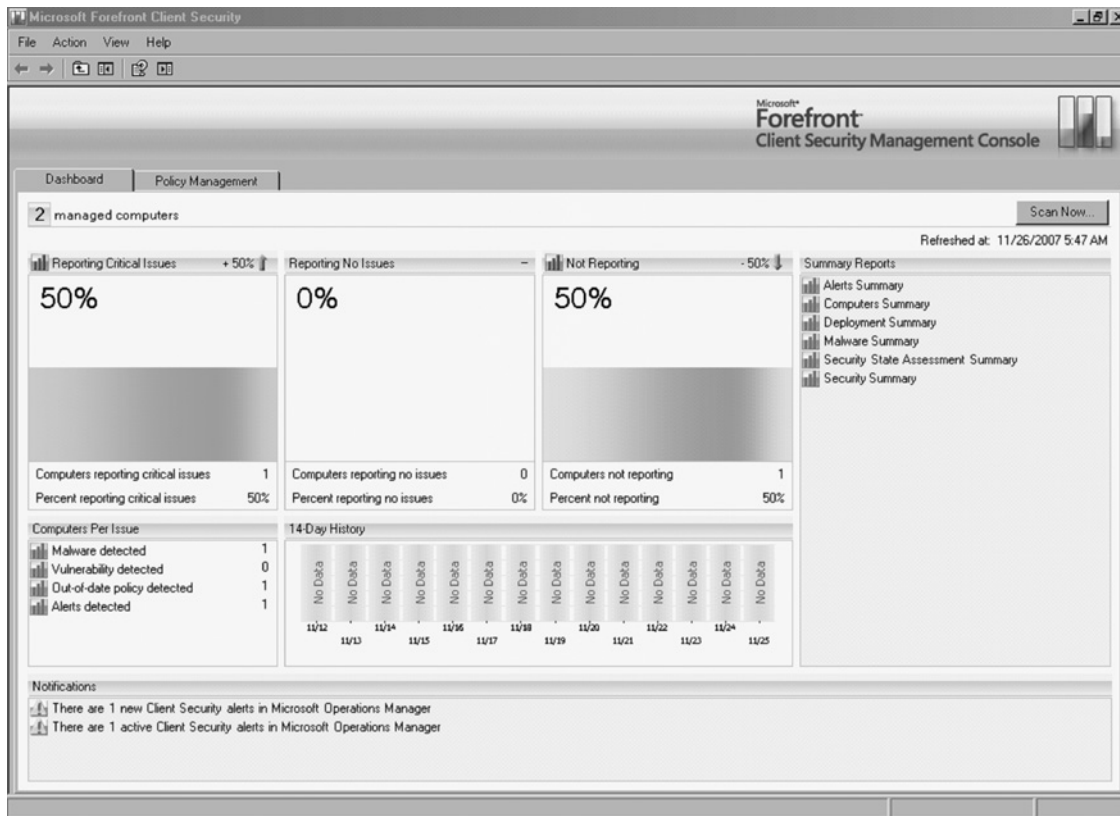 Microsoft Forefront Client Security
File Action View Help
Microsoft®
Forefront™
Client Security Management Console
Dashboard Policy Management
2 managed computers
Scan Now...
Refreshed at: 11/26/2007 5:47 AM
Reporting Critical Issues + 50%
50%
Computers reporting critical issues 1
Percent reporting critical issues 50%
Reporting No Issues –
0%
Computers reporting no issues 0
Percent reporting no issues 0%
Not Reporting - 50%
50%
Computers not reporting 1
Percent not reporting 50%
Summary Reports
Alerts Summary
Computers Summary
Deployment Summary
Malware Summary
Security State Assessment Summary
Security Summary
Computers Per Issue
Malware detected 1
Vulnerability detected 0
Out-of-date policy detected 1
Alerts detected 1
14-Day History
No Data No Data No Data No Data No Data No Data No Data No Data No Data No Data No Data No Data No Data No Data
11/12 11/13 11/14 11/15 11/16 11/17 11/18 11/19 11/20 11/21 11/22 11/23 11/24 11/25
Notifications
There are 1 new Client Security alerts in Microsoft Operations Manager
There are 1 active Client Security alerts in Microsoft Operations Manager